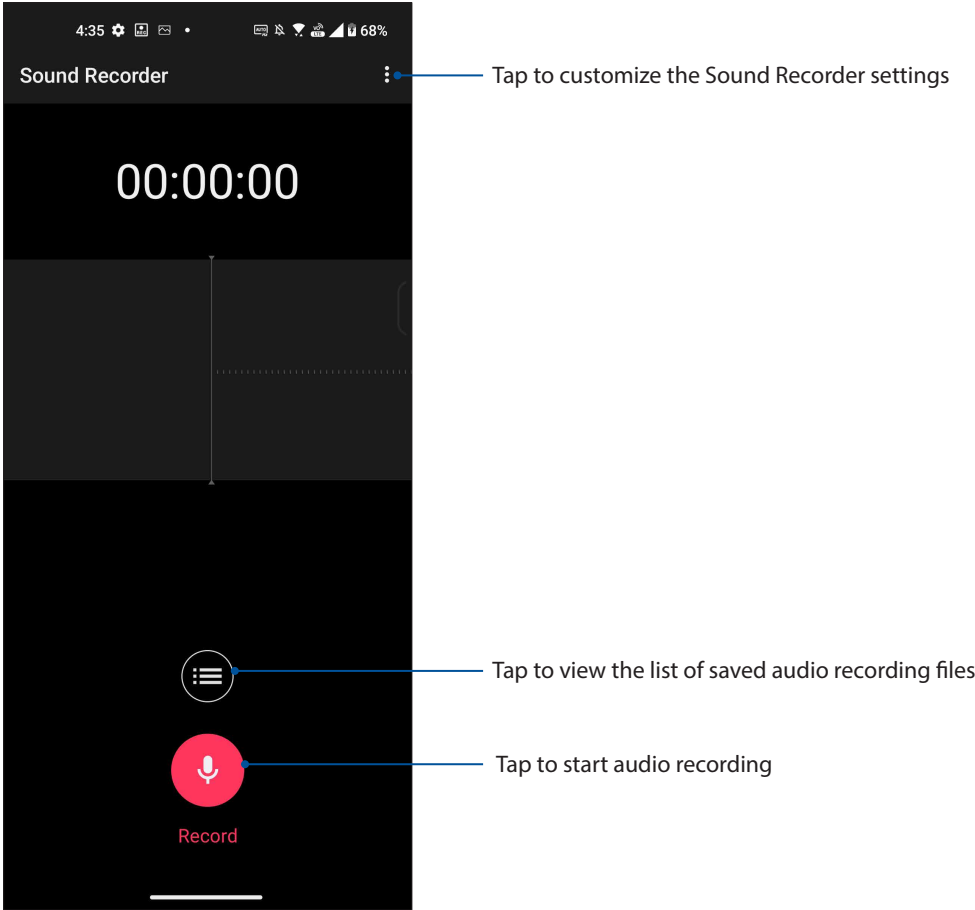 4:35 68%
Sound Recorder
Tap to customize the Sound Recorder settings
00:00:00
Tap to view the list of saved audio recording files
Tap to start audio recording
Record